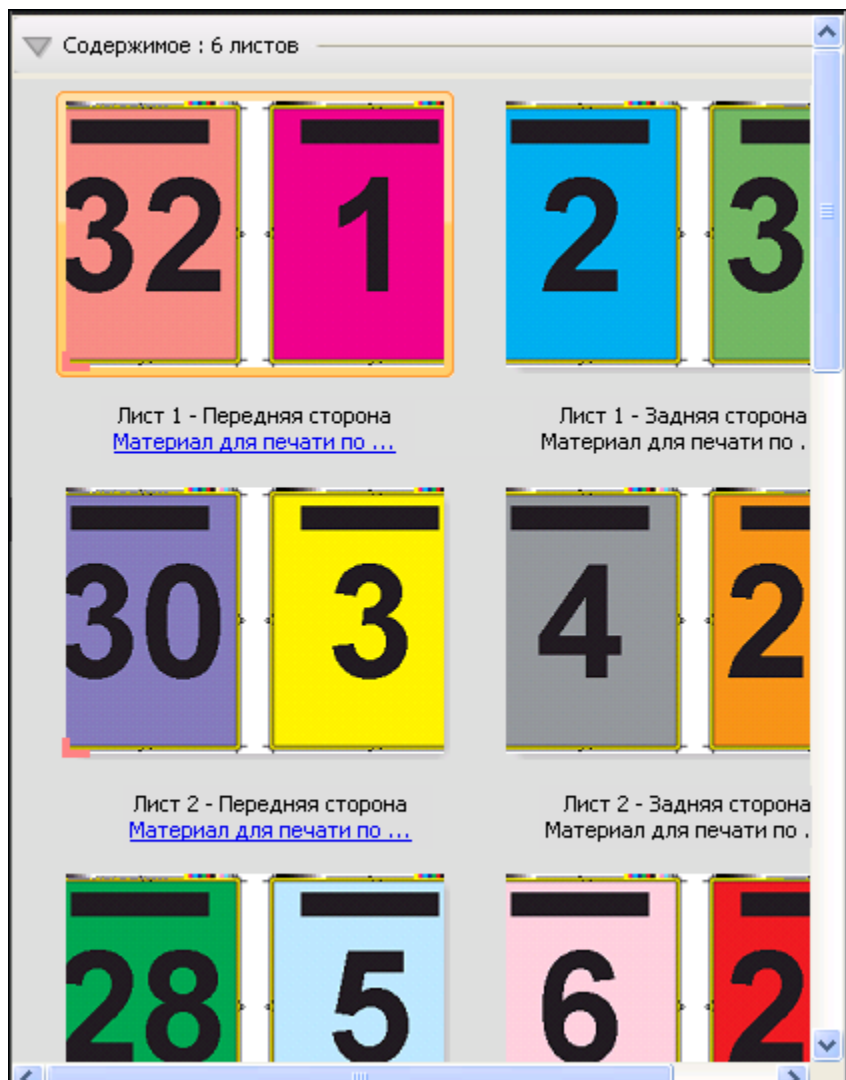 Содержимое : 6 листов
32 1 2 3
Лист 1 - Передняя сторона Лист 1 - Задняя сторона
Материал для печати по ... Материал для печати по .
30 3 4 2
Лист 2 - Передняя сторона Лист 2 - Задняя сторона
Материал для печати по ... Материал для печати по .
28 5 6 2